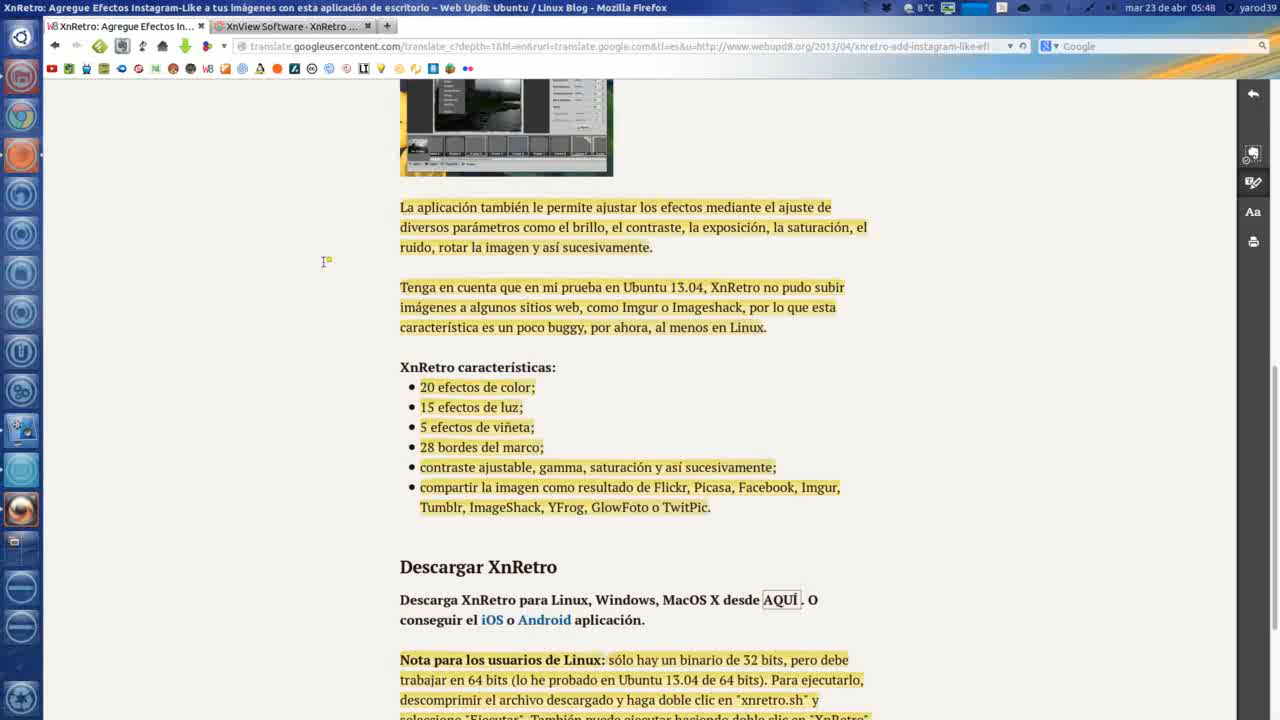 XnRetro: Agregue Efectos Instagram-Like a tus imágenes con esta aplicación de escritorio ~ Web Upd8: Ubuntu / Linux Blog - Mozilla Firefox
8 °C
mar 23 de abr
05:48
yarod39
W8 XnRetro: Agregue Efectos In...
XnView Software · XnRetro ...
translate.googleusercontent.com/translate_c?depth=1&hl=en&rurl=translate.google.com&tl=es&u=http://www.webupd8.org/2013/04/xnretro-add-instagram-like-eff
Google
La aplicación también le permite ajustar los efectos mediante el ajuste de
diversos parámetros como el brillo, el contraste, la exposición, la saturación, el
ruido, rotar la imagen y así sucesivamente.
Tenga en cuenta que en mi prueba en Ubuntu 13.04, XnRetro no pudo subir
imágenes a algunos sitios web, como Imgur o Imageshack, por lo que esta
característica es un poco buggy, por ahora, al menos en Linux.
XnRetro características:
20 efectos de color;
15 efectos de luz;
5 efectos de viñeta;
28 bordes del marco;
contraste ajustable, gamma, saturación y así sucesivamente;
compartir la imagen como resultado de Flickr, Picasa, Facebook, Imgur,
Tumblr, ImageShack, YFrog, GlowFoto o TwitPic.
Descargar XnRetro
Descarga XnRetro para Linux, Windows, MacOS X desde AQUÍ . O
conseguir el iOS o Android aplicación.
Nota para los usuarios de Linux: sólo hay un binario de 32 bits, pero debe
trabajar en 64 bits (lo he probado en Ubuntu 13.04 de 64 bits). Para ejecutarlo,
descomprimir el archivo descargado y haga doble clic en "xnretro.sh" y
seleccione "Ejecutar". También puede ejecutar haciendo doble clic en "XnRetro"
Aa